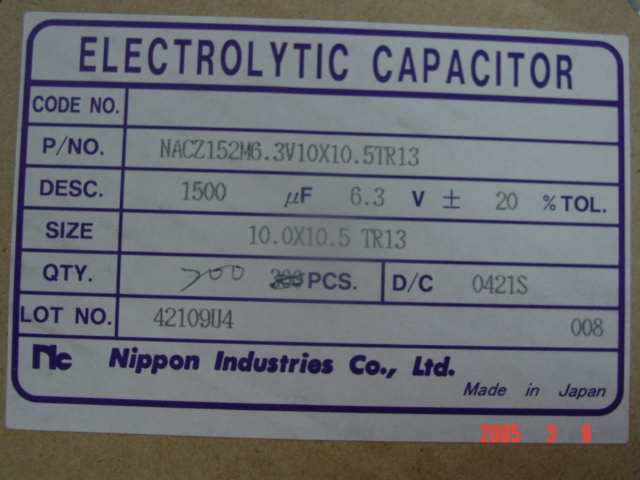 ELECTROLYTIC CAPACITOR
CODE NO.
P/NO. NACZ152M6.3V10X10.5TR13
DESC. 1500 µF 6.3 V ± 20 % TOL.
SIZE 10.0X10.5 TR13
QTY. 700 PCS. D/C 0421S
LOT NO. 42109U4 008
Nic Nippon Industries Co., Ltd.
Made in Japan
2005 3 9